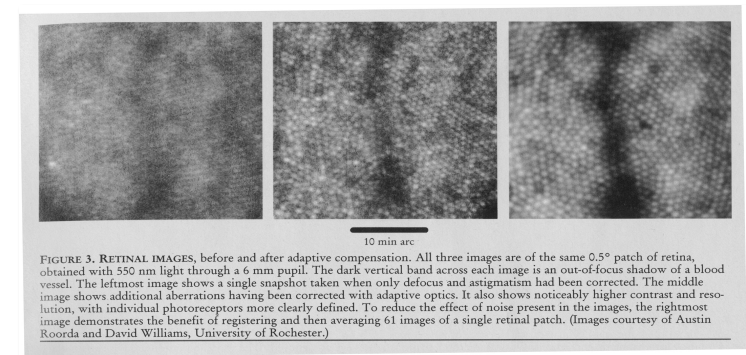 10 min arc
FIGURE 3. RETINAL IMAGES, before and after adaptive compensation. All three images are of the same 0.5° patch of retina,
obtained with 550 nm light through a 6 mm pupil. The dark vertical band across each image is an out-of-focus shadow of a blood
vessel. The leftmost image shows a single snapshot taken when only defocus and astigmatism had been corrected. The middle
image shows additional aberrations having been corrected with adaptive optics. It also shows noticeably higher contrast and reso-
lution, with individual photoreceptors more clearly defined. To reduce the effect of noise present in the images, the rightmost
image demonstrates the benefit of registering and then averaging 61 images of a single retinal patch. (Images courtesy of Austin
Roorda and David Williams, University of Rochester.)